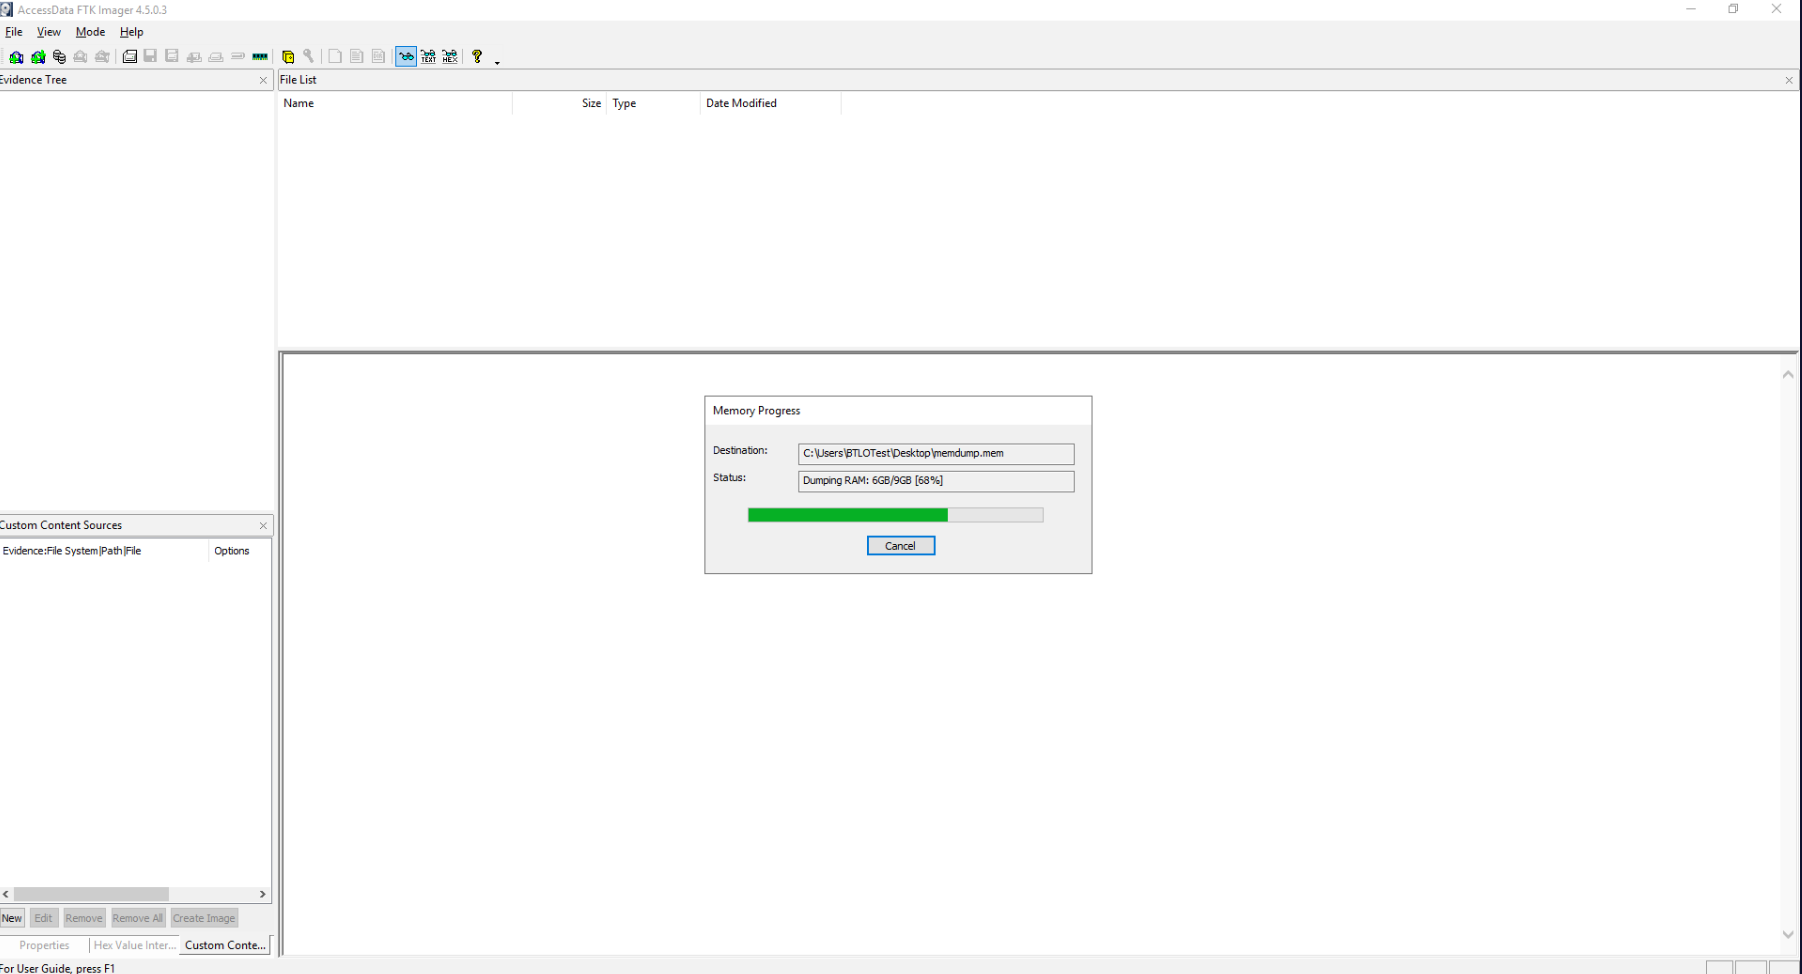 AccessData FTK Imager 4.5.0.3
File View Mode Help
TEXT HEX
Evidence Tree
File List
Name Size Type Date Modified
Memory Progress
Destination: C:\Users\BTLOTest\Desktop\memdump.mem
Status: Dumping RAM: 6GB/9GB [68%]
Cancel
Custom Content Sources
Evidence:File System|Path|File Options
New Edit Remove Remove All Create Image
Properties Hex Value Inter... Custom Conte...
For User Guide, press F1